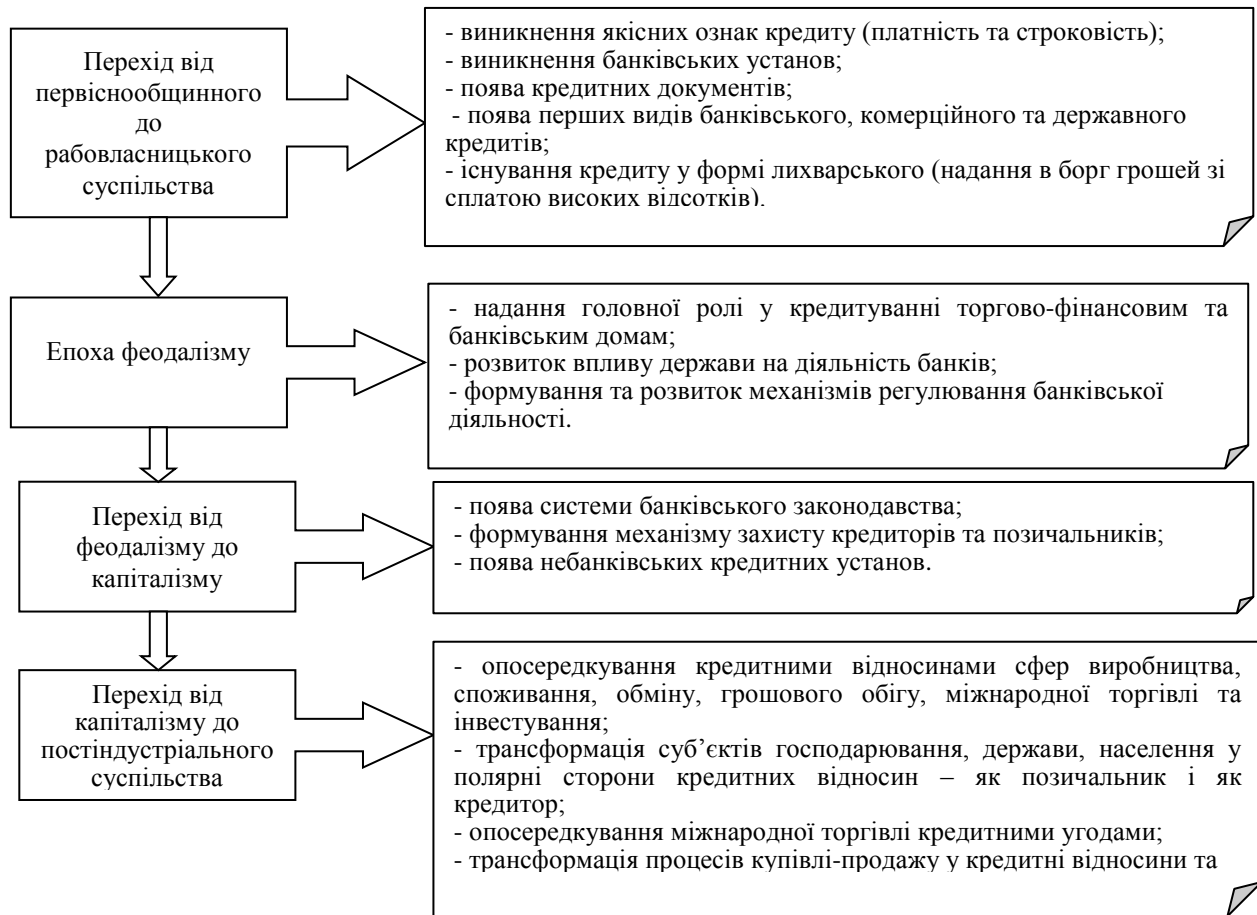 Перехід від
первіснообщинного
до
рабовласницького
суспільства
- виникнення якісних ознак кредиту (платність та строковість);
- виникнення банківських установ;
- поява кредитних документів;
- поява перших видів банківського, комерційного та державного
кредитів;
- існування кредиту у формі лихварського (надання в борг грошей зі
сплатою високих відсотків).
Епоха феодалізму
- надання головної ролі у кредитуванні торгово-фінансовим та
банківським домам;
- розвиток впливу держави на діяльність банків;
- формування та розвиток механізмів регулювання банківської
діяльності.
Перехід від
феодалізму до
капіталізму
- поява системи банківського законодавства;
- формування механізму захисту кредиторів та позичальників;
- поява небанківських кредитних установ.
Перехід від
капіталізму до
постіндустріального
суспільства
- опосередкування кредитними відносинами сфер виробництва,
споживання, обміну, грошового обігу, міжнародної торгівлі та
інвестування;
- трансформація суб’єктів господарювання, держави, населення у
полярні сторони кредитних відносин – як позичальник і як
кредитор;
- опосередкування міжнародної торгівлі кредитними угодами;
- трансформація процесів купівлі-продажу у кредитні відносини та